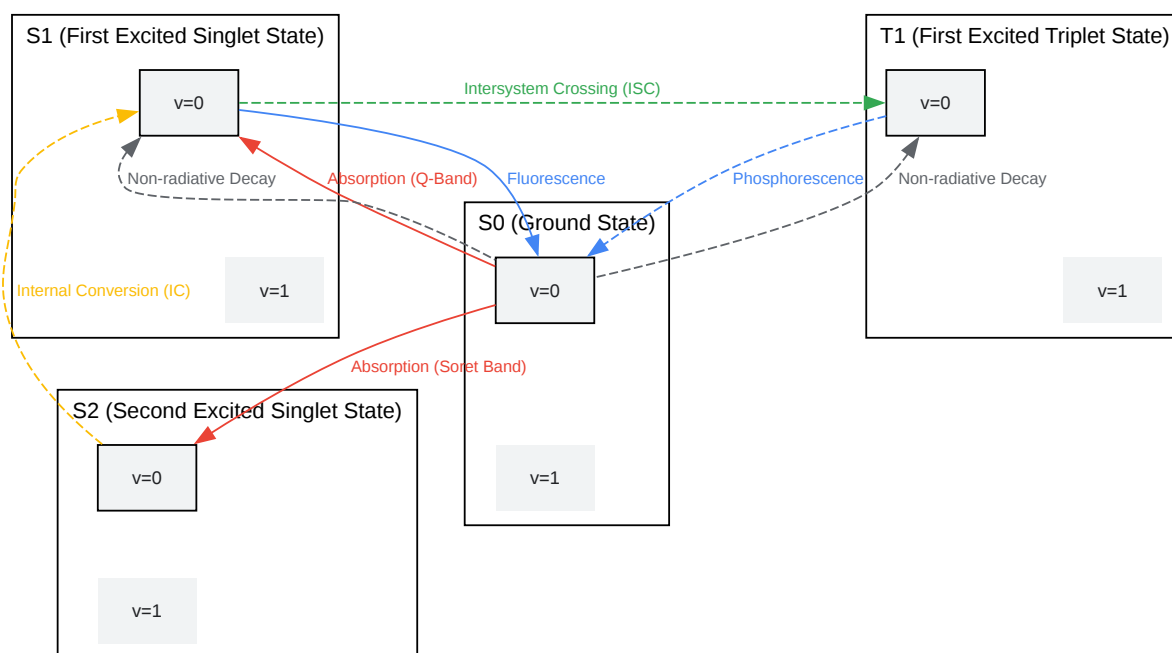 S1 (First Excited Singlet State)
T1 (First Excited Triplet State)
v=0
Intersystem Crossing (ISC)
v=0
Non-radiative Decay
Absorption (Q-Band)
Fluorescence
Phosphorescence
Non-radiative Decay
S0 (Ground State)
Internal Conversion (IC)
v=1
v=0
v=1
Absorption (Soret Band)
S2 (Second Excited Singlet State)
v=0
v=1
v=1